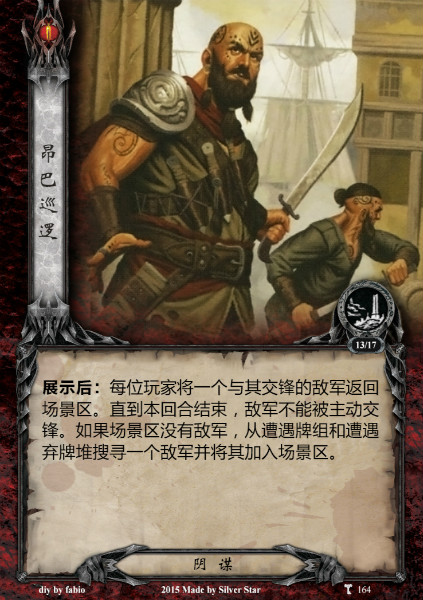 昂巴巡逻
13/17
展示后：每位玩家将一个与其交锋的敌军返回
场景区。直到本回合结束，敌军不能被主动交
锋。如果场景区没有敌军，从遭遇牌组和遭遇
弃牌堆搜寻一个敌军并将其加入场景区。
阴谋
diy by fabio
2015 Made by Silver Star
164